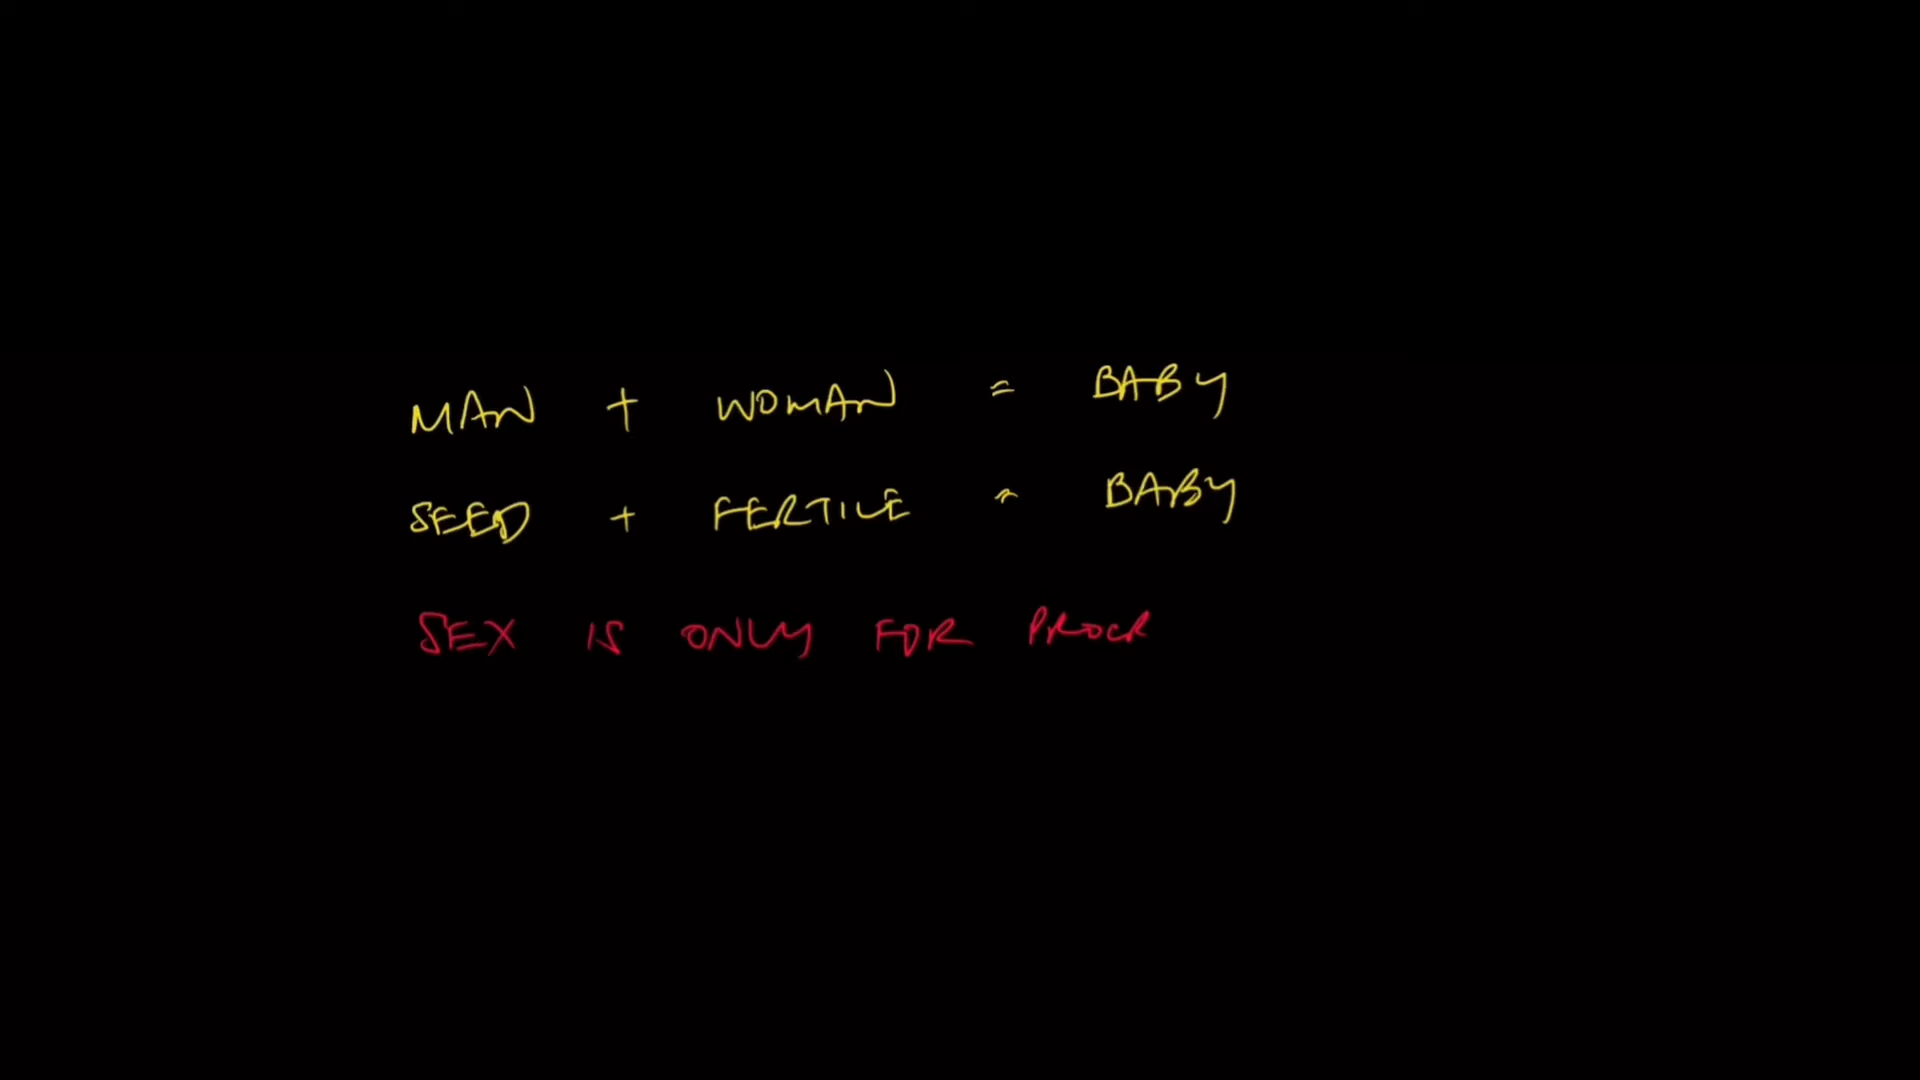 MAN + WOMAN = BABY
SEED + FERTILE = BABY
SEX IS ONLY FOR PROCR